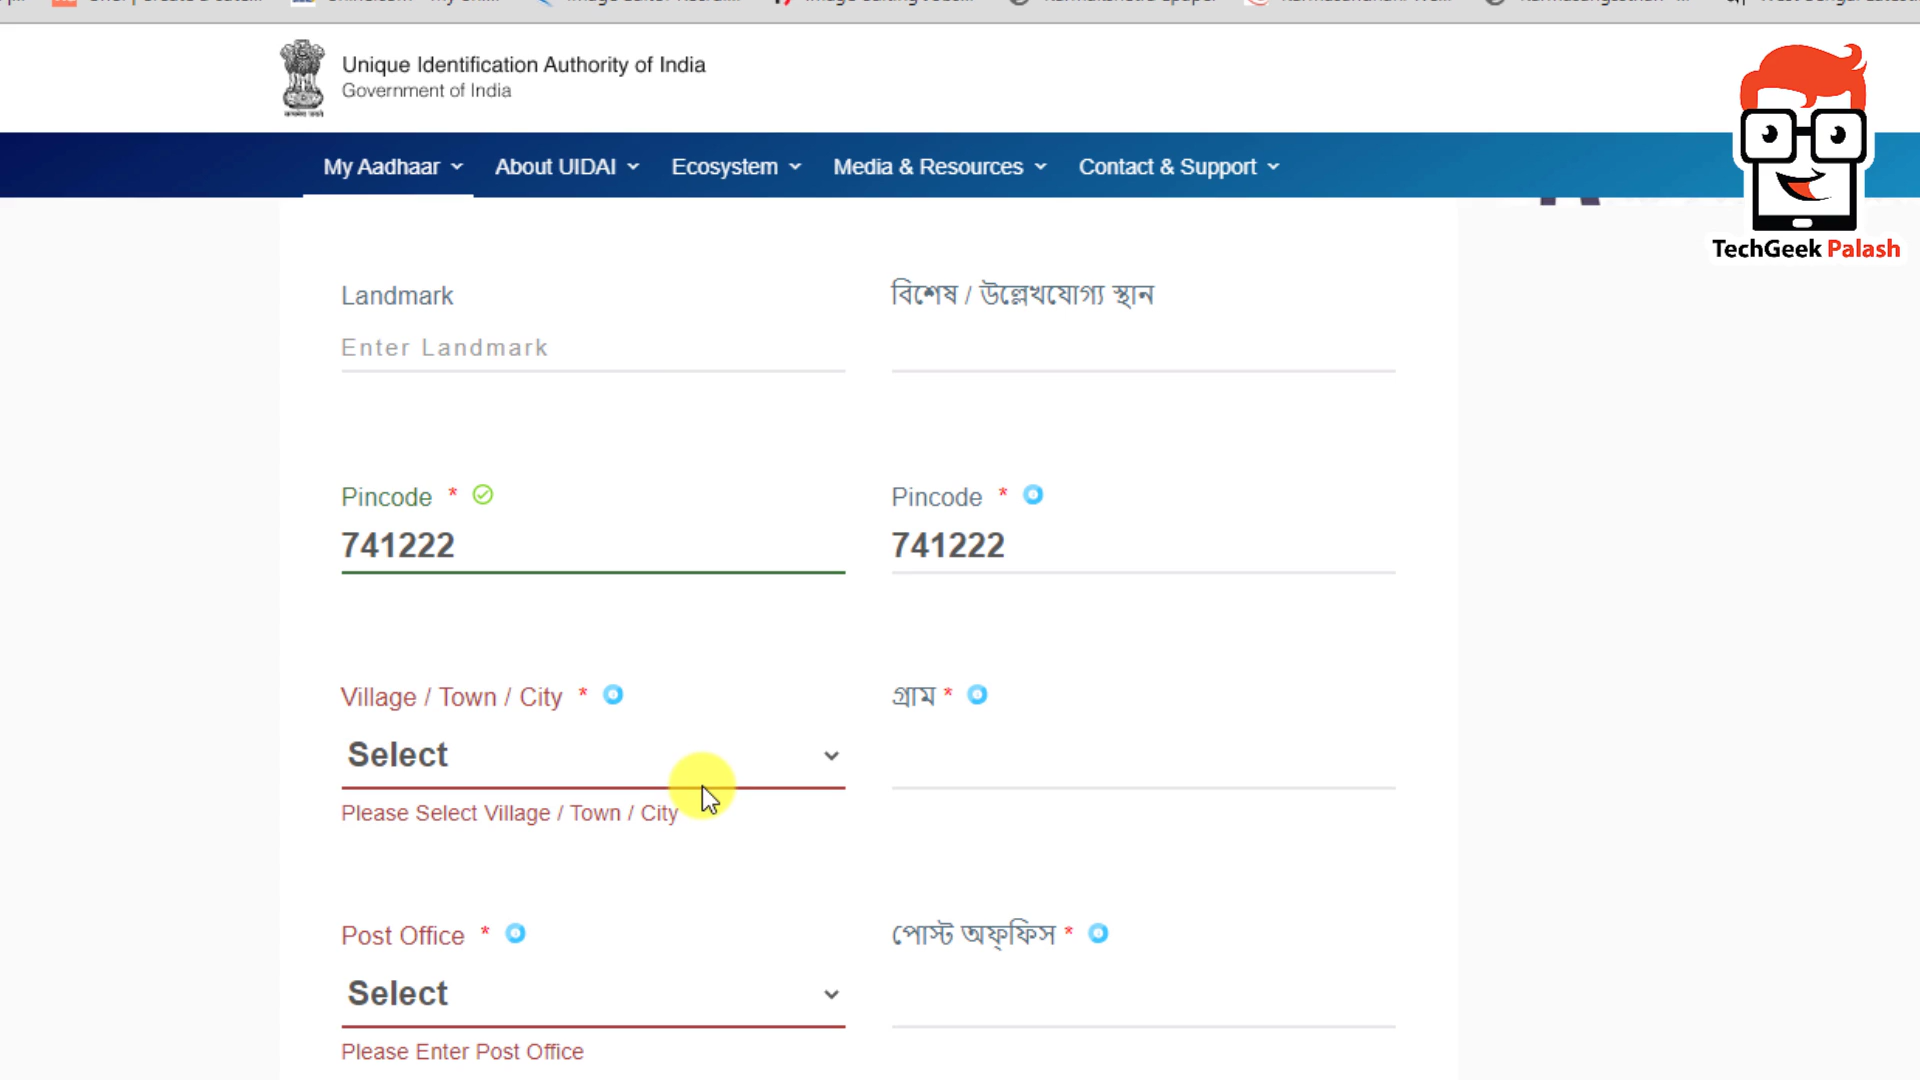 Unique Identification Authority of India
Government of India
My Aadhaar About UIDAI Ecosystem Media & Resources Contact & Support
TechGeek Palash
Landmark বিশেষ / উল্লেখযোগ্য স্থান
Enter Landmark
Pincode * Pincode *
741222 741222
Village / Town / City * গ্রাম *
Select
Please Select Village / Town / City
Post Office * পোস্ট অফ্ফিস *
Select
Please Enter Post Office